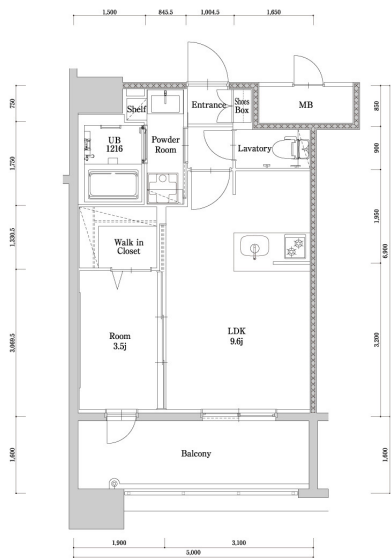 1,500 845.5 1,004.5 1,650
750
1,750
1,330.5
3,069.5
1,600
Shelf
Entrance
Shoes
Box
MB
UB
1216
Powder
Room
Lavatory
Walk in
Closet
Room
3.5j
LDK
9.6j
Balcony
850
900
1,950
3,200
6,900
1,600
1,900 3,100
5,000